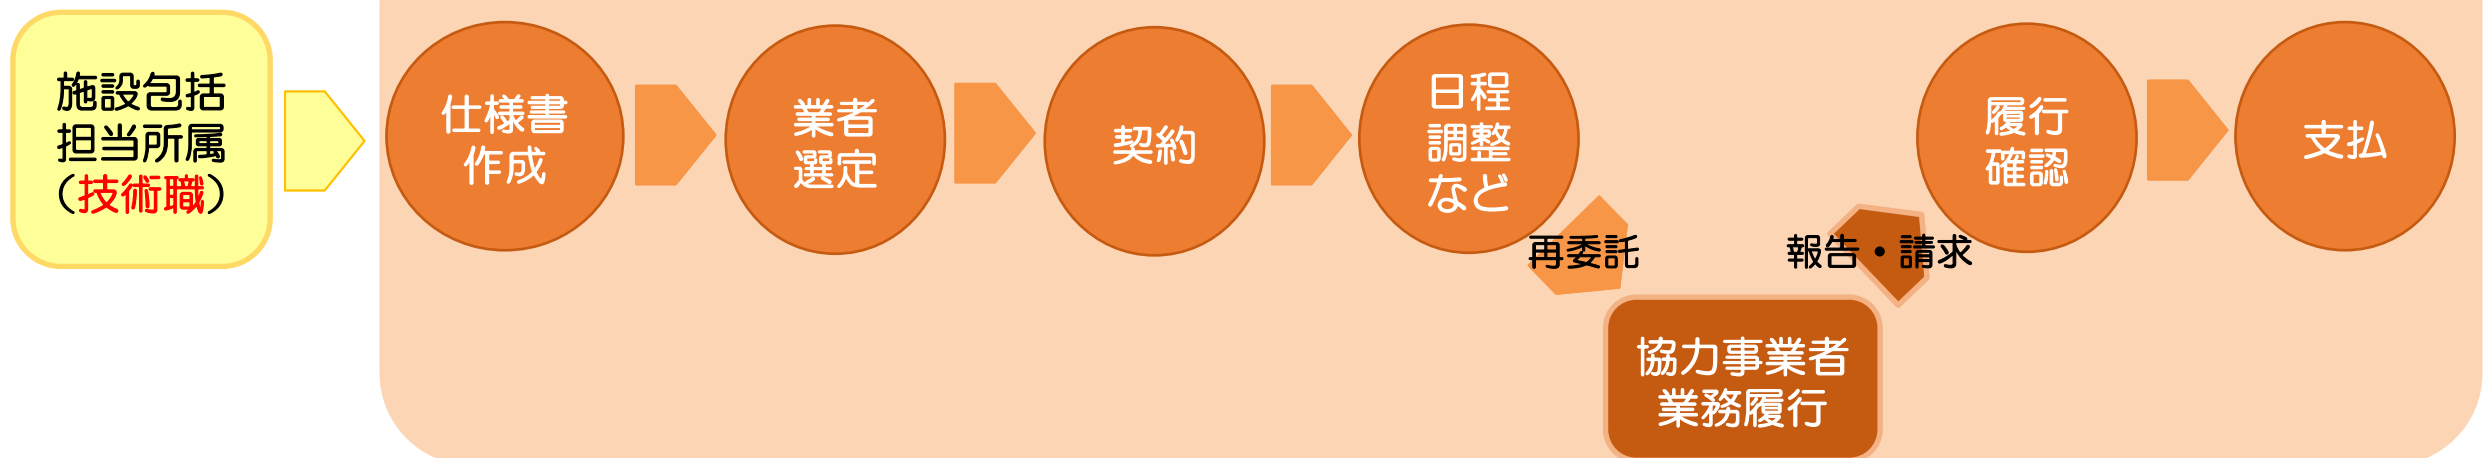 施設包括
担当所属
（技術職）
仕様書
作成
業者
選定
契約
日程
調整
など
再委託
協力事業者
業務履行
報告・請求
履行
確認
支払